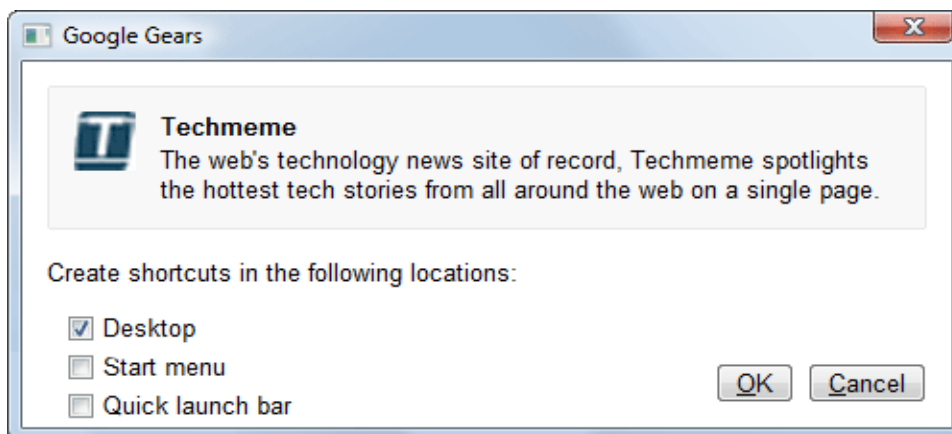 Google Gears
Techmeme
The web's technology news site of record, Techmeme spotlights
the hottest tech stories from all around the web on a single page.
Create shortcuts in the following locations:
Desktop
Start menu
Quick launch bar
OK
Cancel